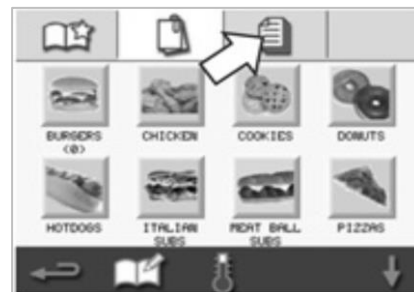 BURGERS CHICKEN COOKIES DONUTS
(0)
HOTDOGS ITALIAN MEAT BALL PIZZAS
SUBS SUBS